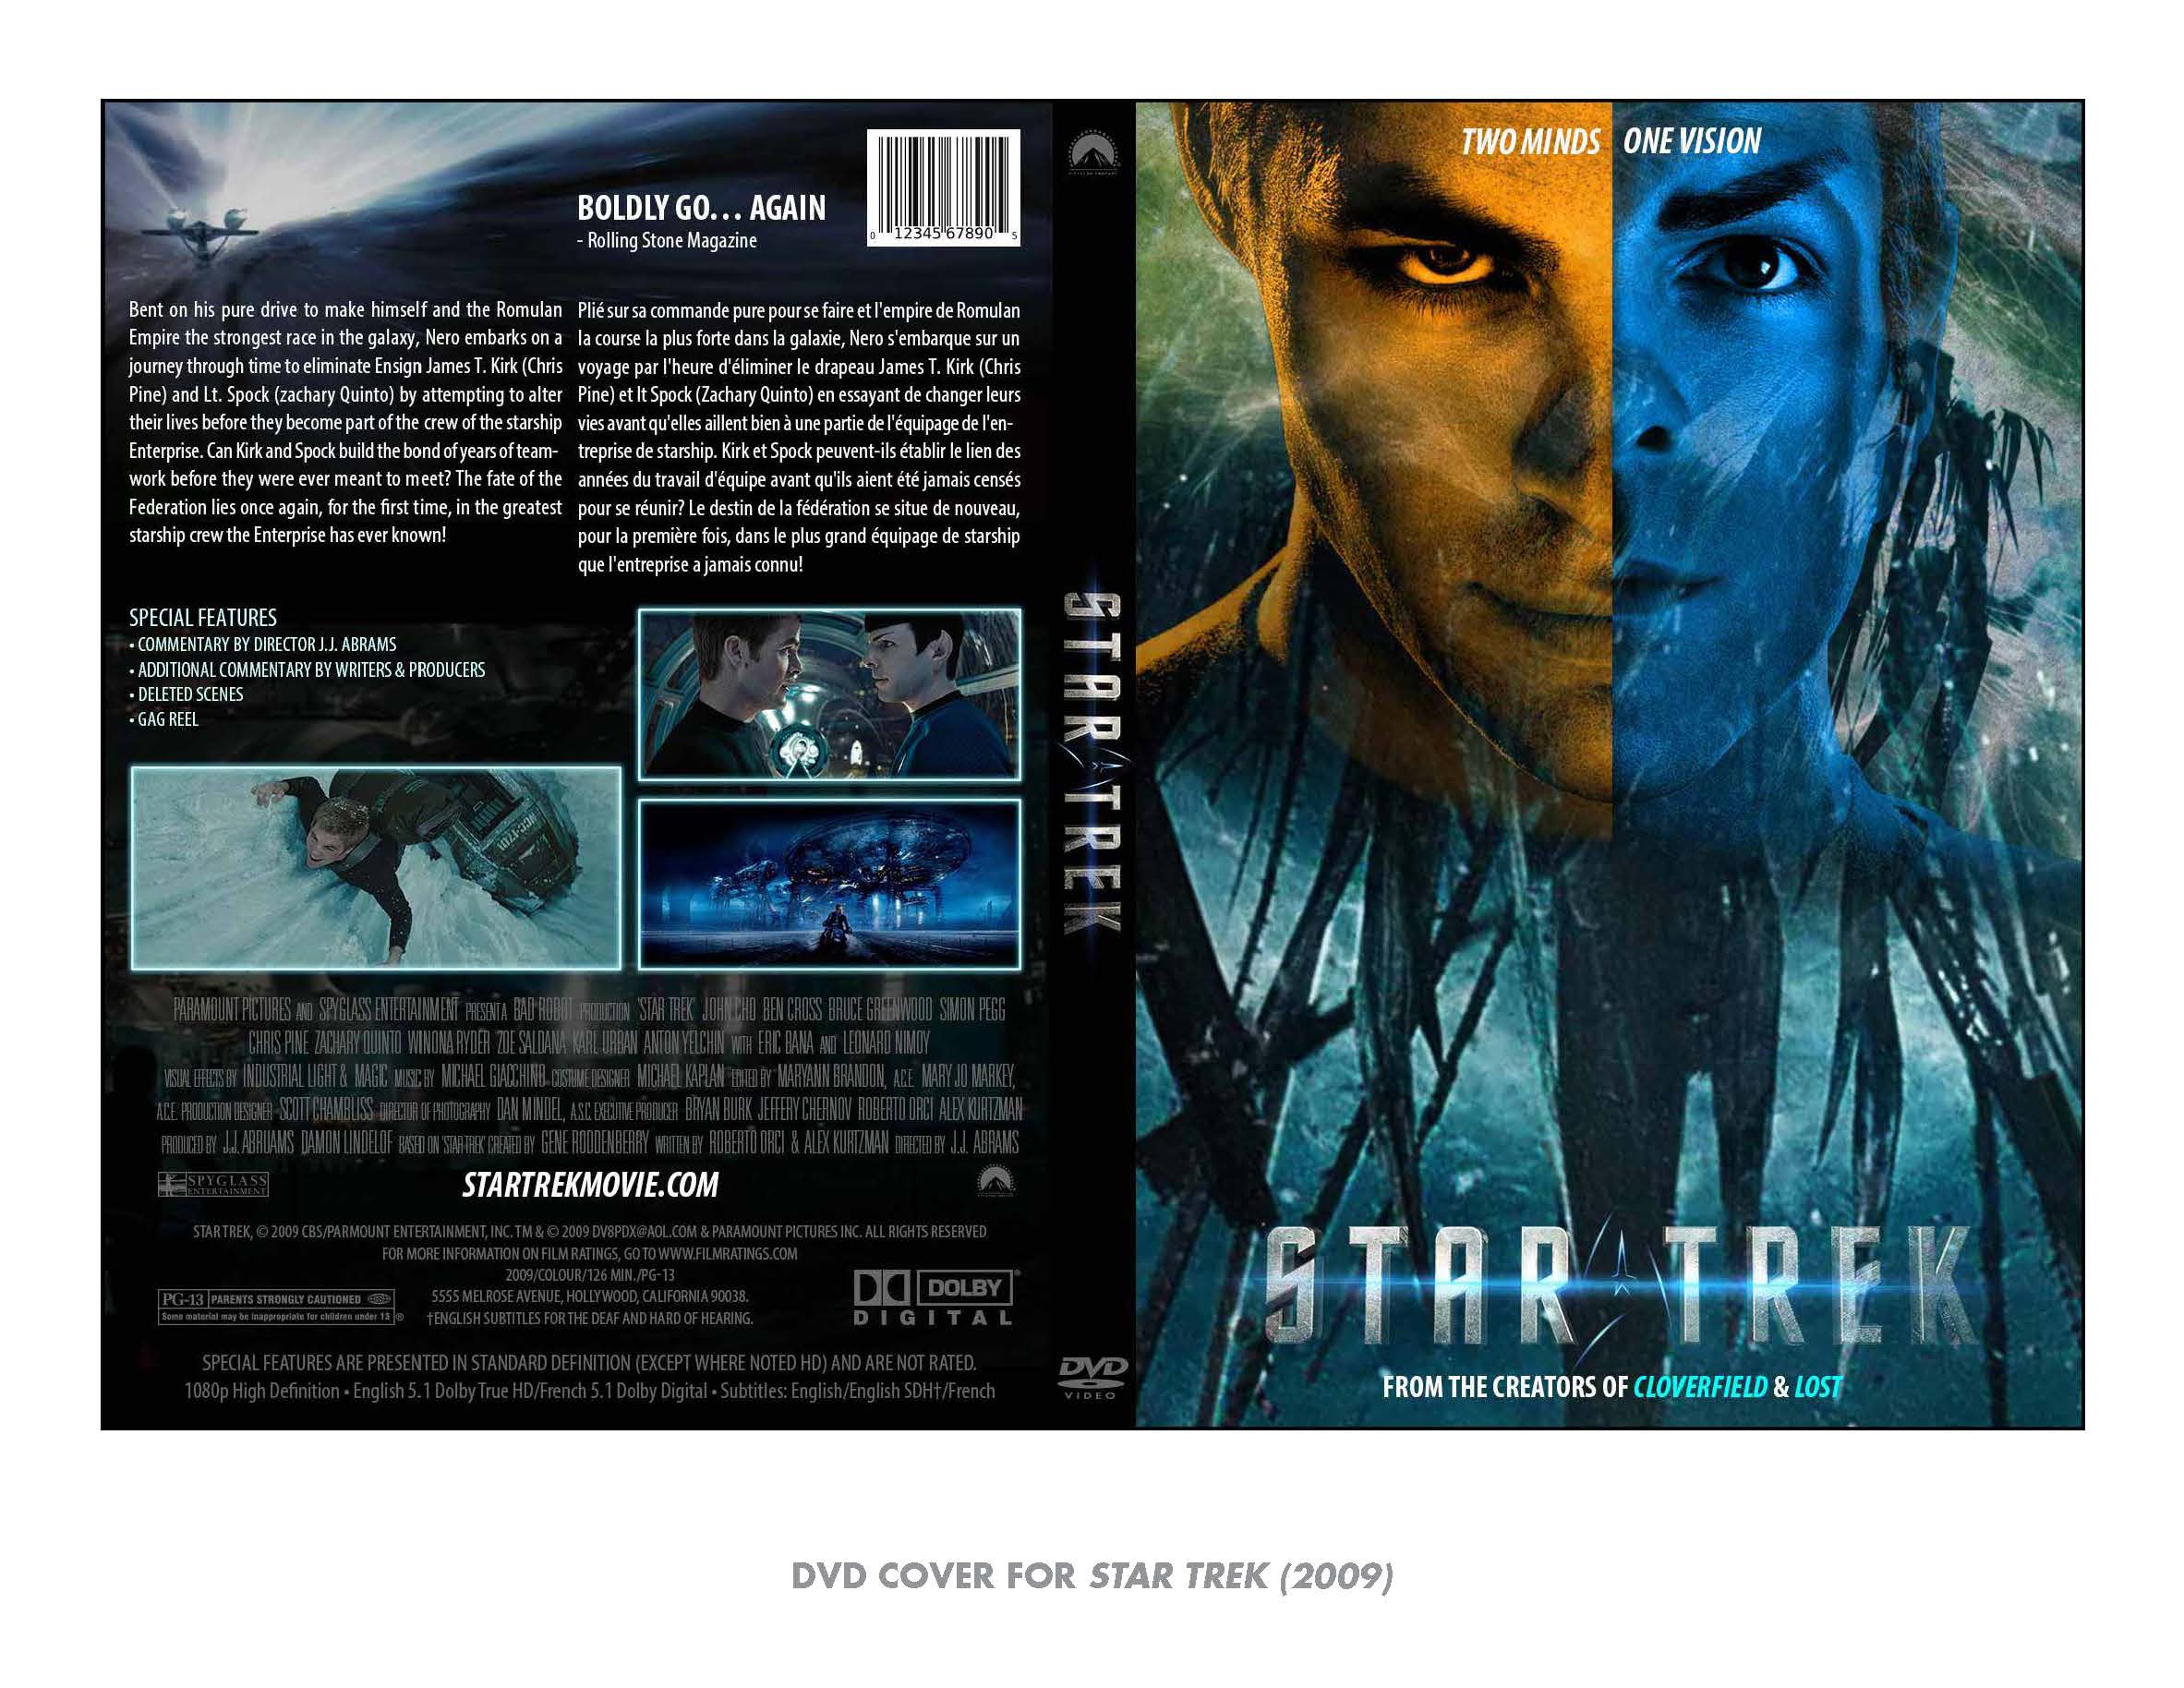 BOLDLY GO... AGAIN
- Rolling Stone Magazine
0 12345 67890 5
Bent on his pure drive to make himself and the Romulan
Empire the strongest race in the galaxy, Nero embarks on a
journey through time to eliminate Ensign James T. Kirk (Chris
Pine) and Lt. Spock (zachary Quinto) by attempting to alter
their lives before they become part of the crew of the starship
Enterprise. Can Kirk and Spock build the bond of years of team-
work before they were ever meant to meet? The fate of the
Federation lies once again, for the first time, in the greatest
starship crew the Enterprise has ever known!
Plié sur sa commande pure pour se faire et l'empire de Romulan
la course la plus forte dans la galaxie, Nero s'embarque sur un
voyage par l'heure d'éliminer le drapeau James T. Kirk (Chris
Pine) et lt Spock (Zachary Quinto) en essayant de changer leurs
vies avant qu'elles aillent bien à une partie de l'équipage de l'en-
treprise de starship. Kirk et Spock peuvent-ils établir le lien des
années du travail d'équipe avant qu'ils aient été jamais censés
pour se réunir? Le destin de la fédération se situe de nouveau,
pour la première fois, dans le plus grand équipage de starship
que l'entreprise a jamais connu!
SPECIAL FEATURES
• COMMENTARY BY DIRECTOR J.J. ABRAMS
• ADDITIONAL COMMENTARY BY WRITERS & PRODUCERS
• DELETED SCENES
• GAG REEL
PARAMOUNT PICTURES AND SPYGLASS ENTERTAINMENT PRESENT A BAD ROBOT PRODUCTION 'STAR TREK' JOHN CHO BEN CROSS BRUCE GREENWOOD SIMON PEGG
CHRIS PINE ZACHARY QUINTO WINONA RYDER ZOE SALDANA KARL URBAN ANTON YELCHIN WITH ERIC BANA AND LEONARD NIMOY
VISUAL EFFECTS BY INDUSTRIAL LIGHT & MAGIC MUSIC BY MICHAEL GIACCHINO COSTUME DESIGNER MICHAEL KAPLAN EDITED BY MARYANN BRANDON, A.C.E. MARY JO MARKEY,
A.C.E. PRODUCTION DESIGNER SCOTT CHAMBLISS DIRECTOR OF PHOTOGRAPHY DAN MINDEL, A.S.C. EXECUTIVE PRODUCER BRYAN BURK JEFFERY CHERNOV ROBERTO ORCI ALEX KURTZMAN
PRODUCED BY J.J. ABRUAMS DAMON LINDELOF BASED ON 'STAR TREK' CREATED BY GENE RODDENBERRY WRITTEN BY ROBERTO ORCI & ALEX KURTZMAN DIRECTED BY J.J. ABRAMS
SPYGLASS
ENTERTAINMENT
STARTREKMOVIE.COM
STAR TREK, © 2009 CBS/PARMOUNT ENTERTAINMENT, INC. TM & © 2009 DV8PDX@AOL.COM & PARAMOUNT PICTURES INC. ALL RIGHTS RESERVED
FOR MORE INFORMATION ON FILM RATINGS, GO TO WWW.FILMRATINGS.COM
2009/COLOUR/126 MIN./PG-13
5555 MELROSE AVENUE, HOLLYWOOD, CALIFORNIA 90038.
†ENGLISH SUBTITLES FOR THE DEAF AND HARD OF HEARING.
PG-13 PARENTS STRONGLY CAUTIONED
Some material may be inappropriate for children under 13 ®
DOLBY®
DIGITAL
SPECIAL FEATURES ARE PRESENTED IN STANDARD DEFINITION (EXCEPT WHERE NOTED HD) AND ARE NOT RATED.
1080p High Definition • English 5.1 Dolby True HD/French 5.1 Dolby Digital • Subtitles: English/English SDH†/French
STAR TREK
DVD
VIDEO
TWO MINDS ONE VISION
STAR TREK
FROM THE CREATORS OF CLOVERFIELD & LOST
DVD COVER FOR STAR TREK (2009)